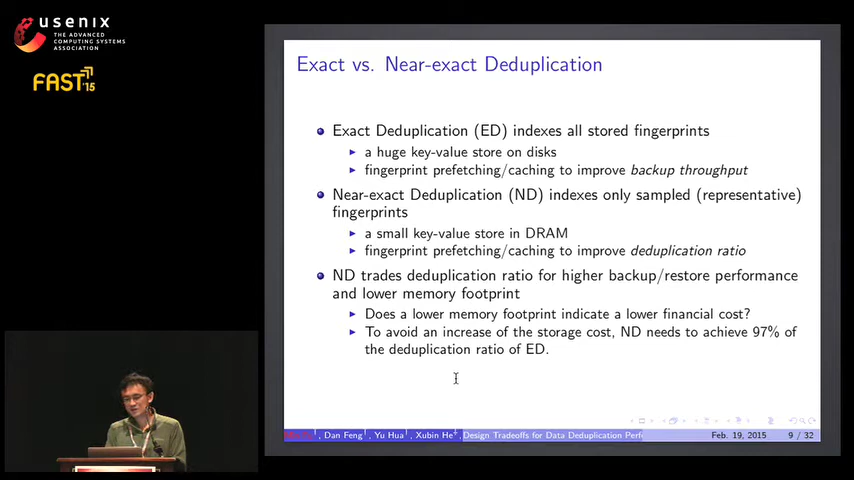 usenix
THE ADVANCED
COMPUTING SYSTEMS
ASSOCIATION
FAST '15
Exact vs. Near-exact Deduplication
Exact Deduplication (ED) indexes all stored fingerprints
a huge key-value store on disks
fingerprint prefetching/caching to improve backup throughput
Near-exact Deduplication (ND) indexes only sampled (representative)
fingerprints
a small key-value store in DRAM
fingerprint prefetching/caching to improve deduplication ratio
ND trades deduplication ratio for higher backup/restore performance
and lower memory footprint
Does a lower memory footprint indicate a lower financial cost?
To avoid an increase of the storage cost, ND needs to achieve 97% of
the deduplication ratio of ED.
, Dan Feng†, Yu Hua†, Xubin He‡, Design Tradeoffs for Data Deduplication Perf
Feb. 19, 2015
9 / 32